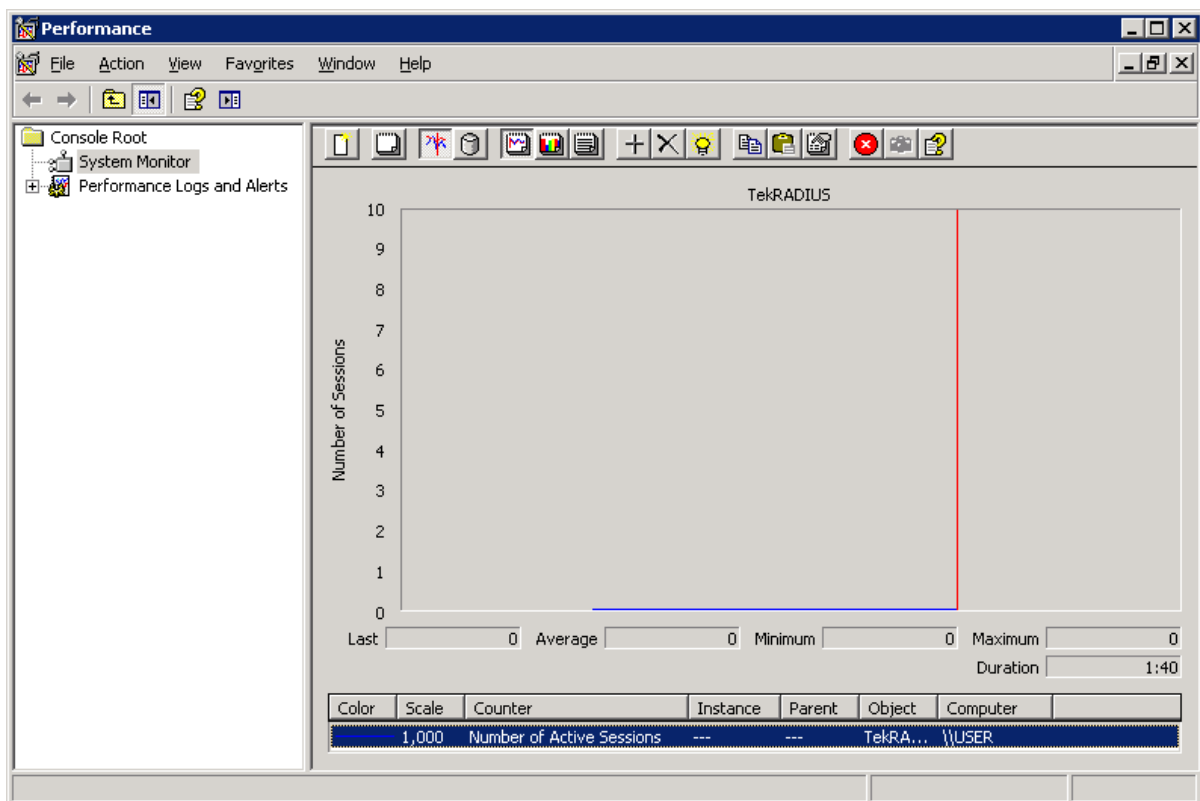 Performance
File Action View Favorites Window Help
Console Root
System Monitor
Performance Logs and Alerts
TekRADIUS
Number of Sessions
10
9
8
7
6
5
4
3
2
1
0
Last 0 Average 0 Minimum 0 Maximum 0
Duration 1:40
Color Scale Counter Instance Parent Object Computer
1,000 Number of Active Sessions --- --- TekRA... \\USER